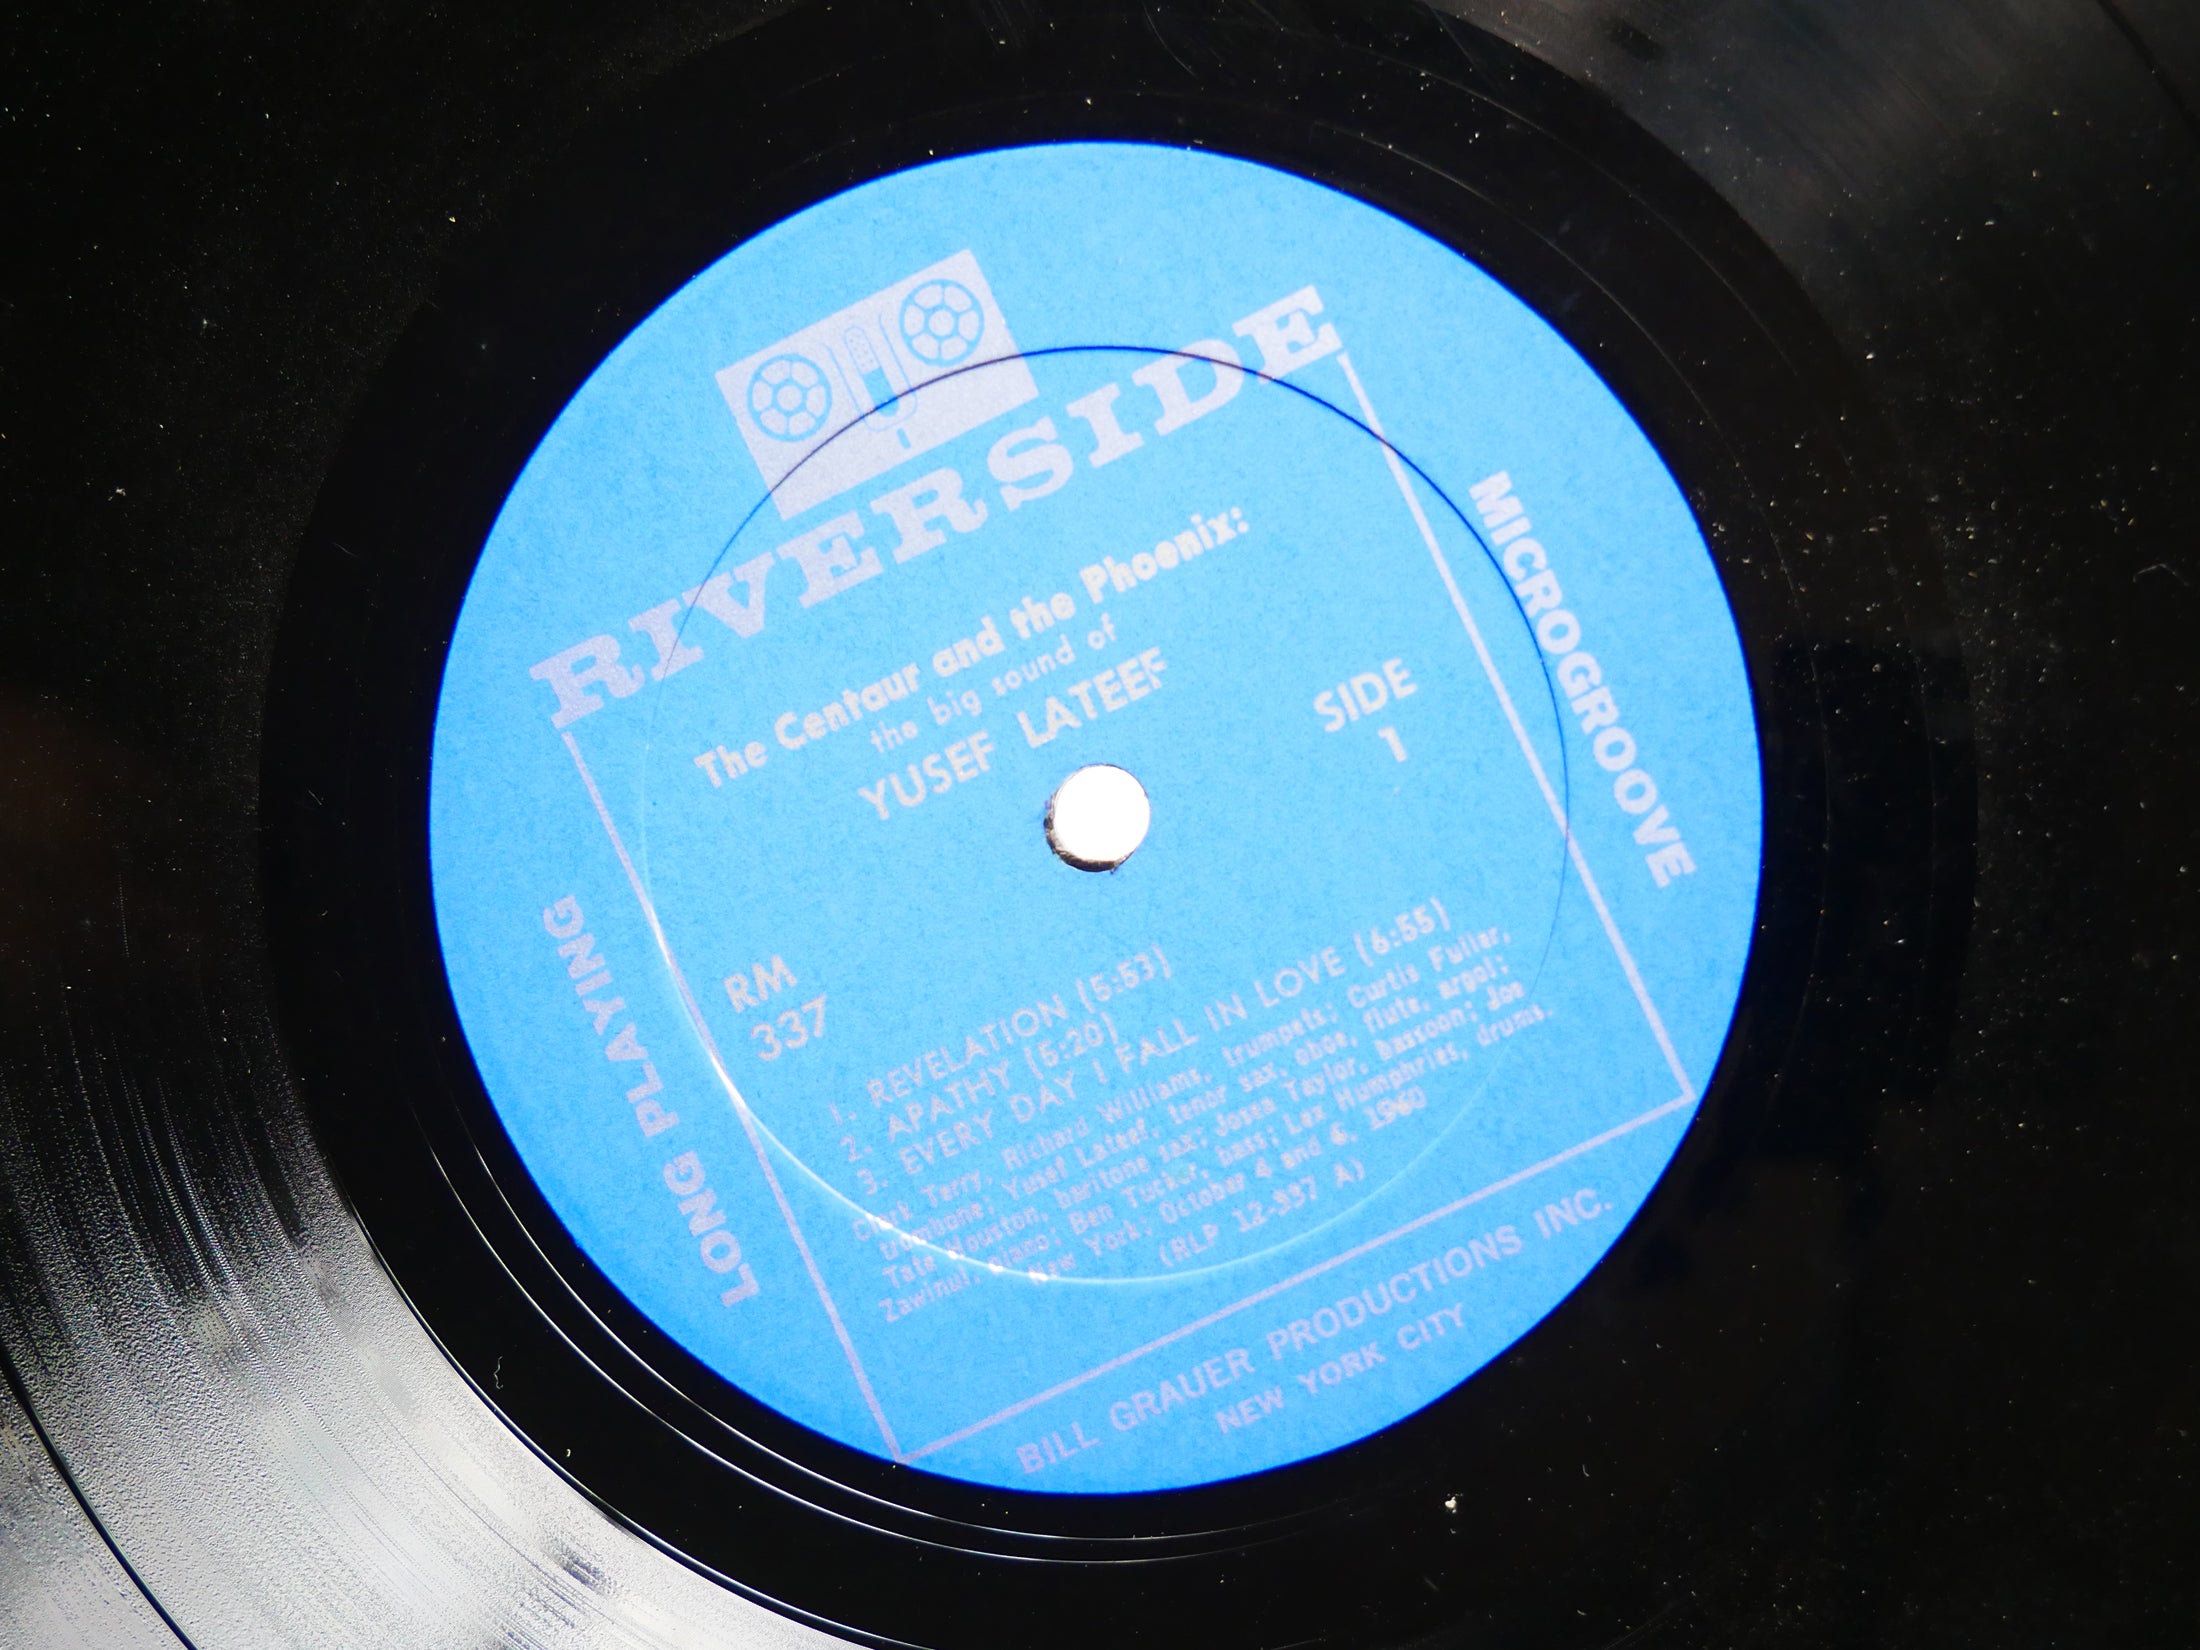 RIVERSIDE
The Centaur and the Phoenix:
the big sound of
YUSEF LATEEF
SIDE
1
MICROGROOVE
LONG PLAYING
RM
337
1. REVELATION (5:53)
2. APATHY (5:20)
3. EVERY DAY I FALL IN LOVE (6:55)
Clark Terry, Richard Williams, trumpets; Curtis Fuller,
trombone; Yusef Lateef, tenor sax, oboe, flute, argol;
Tate Houston, baritone sax; Josea Taylor, bassoon; Joe
Zawinul, piano; Ben Tucker, bass; Lex Humphries, drums.
New York; October 4 and 6, 1960
(RLP 12-337 A)
BILL GRAUER PRODUCTIONS INC.
NEW YORK CITY